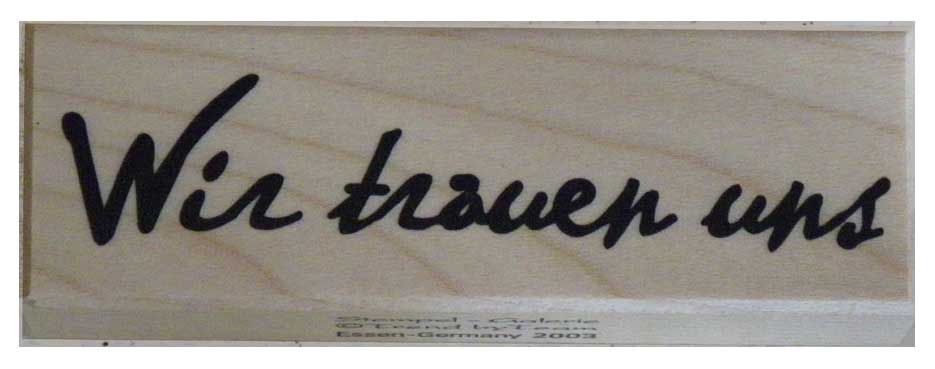 Wir trauen uns
Stempel - Galerie
© trend by team
Essen-Germany 2003